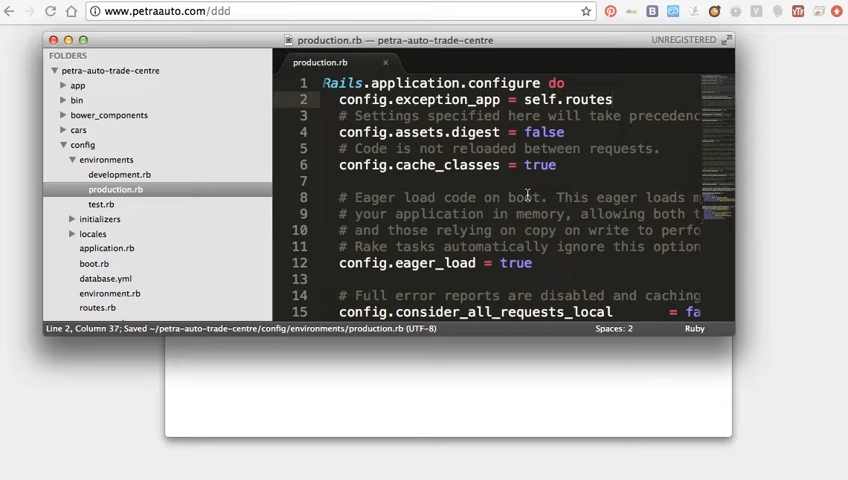 www.petraauto.com/ddd
production.rb — petra-auto-trade-centre
UNREGISTERED
FOLDERS
petra-auto-trade-centre
app
bin
bower_components
cars
config
environments
development.rb
production.rb
test.rb
initializers
locales
application.rb
boot.rb
database.yml
environment.rb
routes.rb
production.rb
1 Rails.application.configure do
2 config.exception_app = self.routes
3 # Settings specified here will take precedenc
4 config.assets.digest = false
5 # Code is not reloaded between requests.
6 config.cache_classes = true
7
8 # Eager load code on boot. This eager loads m
9 # your application in memory, allowing both t
10 # and those relying on copy on write to perfo
11 # Rake tasks automatically ignore this option
12 config.eager_load = true
13
14 # Full error reports are disabled and caching
15 config.consider_all_requests_local = fa
Line 2, Column 37; Saved ~/petra-auto-trade-centre/config/environments/production.rb (UTF-8)
Spaces: 2
Ruby